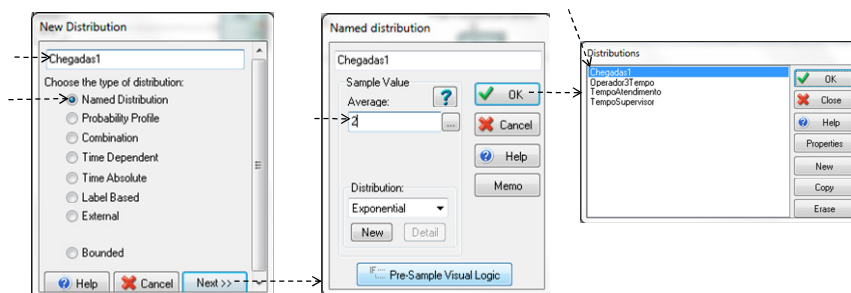 New Distribution
Chegadas1
Choose the type of distribution:
Named Distribution
Probability Profile
Combination
Time Dependent
Time Absolute
Label Based
External
Bounded
Help
Cancel
Next >>
Named distribution
Chegadas1
Sample Value
Average:
?
2
...
OK
Cancel
Help
Memo
Distribution:
Exponential
New
Detail
IF
Pre-Sample Visual Logic
Distributions
Chegadas1
Operador3Tempo
TempoAtendimento
TempoSupervisor
OK
Close
Help
Properties
New
Copy
Erase